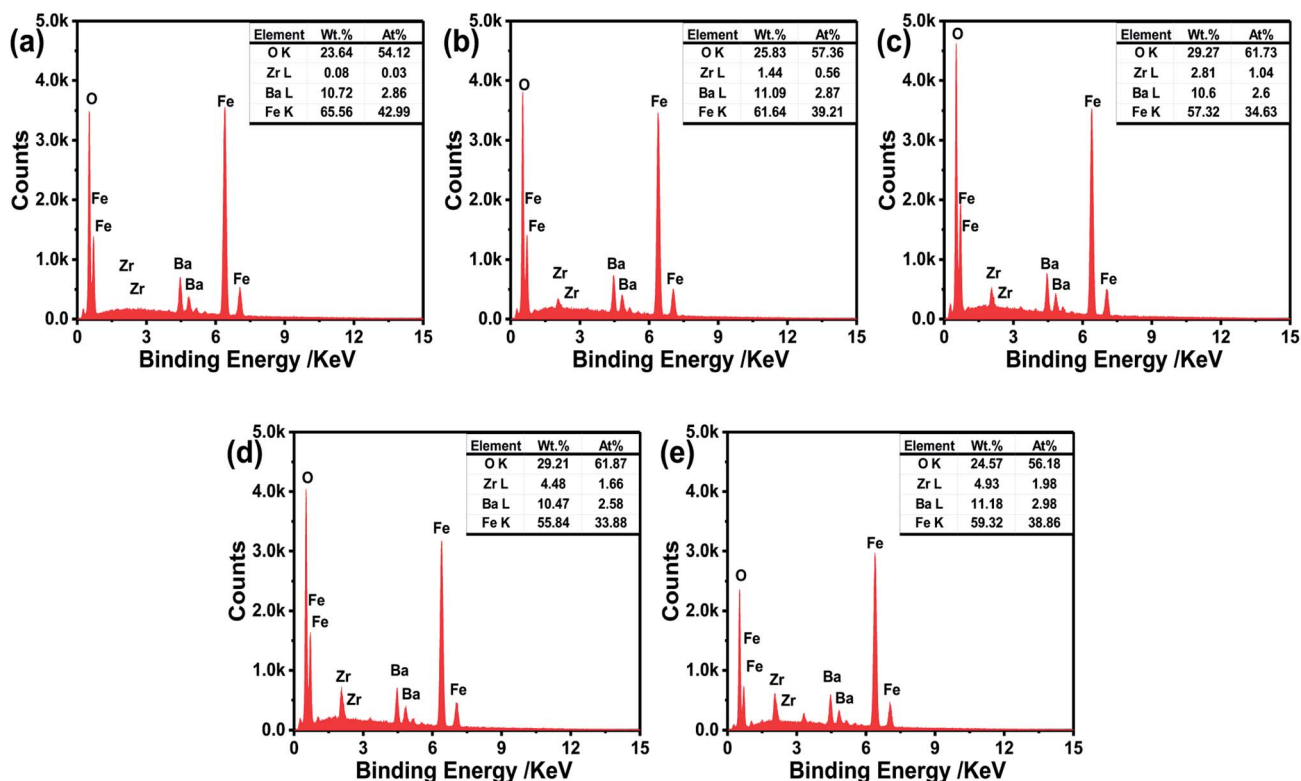 (a)
5.0k
4.0k
3.0k
2.0k
1.0k
0.0
Counts
Element Wt.% At%
O K 23.64 54.12
Zr L 0.08 0.03
Ba L 10.72 2.86
Fe K 65.56 42.99
O
Fe
Fe
Fe
Zr
Zr
Ba
Ba
Fe
0 3 6 9 12 15
Binding Energy /KeV
(b)
5.0k
4.0k
3.0k
2.0k
1.0k
0.0
Counts
Element Wt.% At%
O K 25.83 57.36
Zr L 1.44 0.56
Ba L 11.09 2.87
Fe K 61.64 39.21
O
Fe
Fe
Fe
Zr
Zr
Ba
Ba
Fe
0 3 6 9 12 15
Binding Energy /KeV
(c)
5.0k
4.0k
3.0k
2.0k
1.0k
0.0
Counts
Element Wt.% At%
O K 29.27 61.73
Zr L 2.81 1.04
Ba L 10.6 2.6
Fe K 57.32 34.63
O
Fe
Fe
Fe
Zr
Zr
Ba
Ba
Fe
0 3 6 9 12 15
Binding Energy /KeV
(d)
5.0k
4.0k
3.0k
2.0k
1.0k
0.0
Counts
Element Wt.% At%
O K 29.21 61.87
Zr L 4.48 1.66
Ba L 10.47 2.58
Fe K 55.84 33.88
O
Fe
Fe
Fe
Zr
Zr
Ba
Ba
Fe
0 3 6 9 12 15
Binding Energy /KeV
(e)
5.0k
4.0k
3.0k
2.0k
1.0k
0.0
Counts
Element Wt.% At%
O K 24.57 56.18
Zr L 4.93 1.98
Ba L 11.18 2.98
Fe K 59.32 38.86
Fe
O
Fe
Fe
Zr
Zr
Ba
Ba
Fe
0 3 6 9 12 15
Binding Energy /KeV